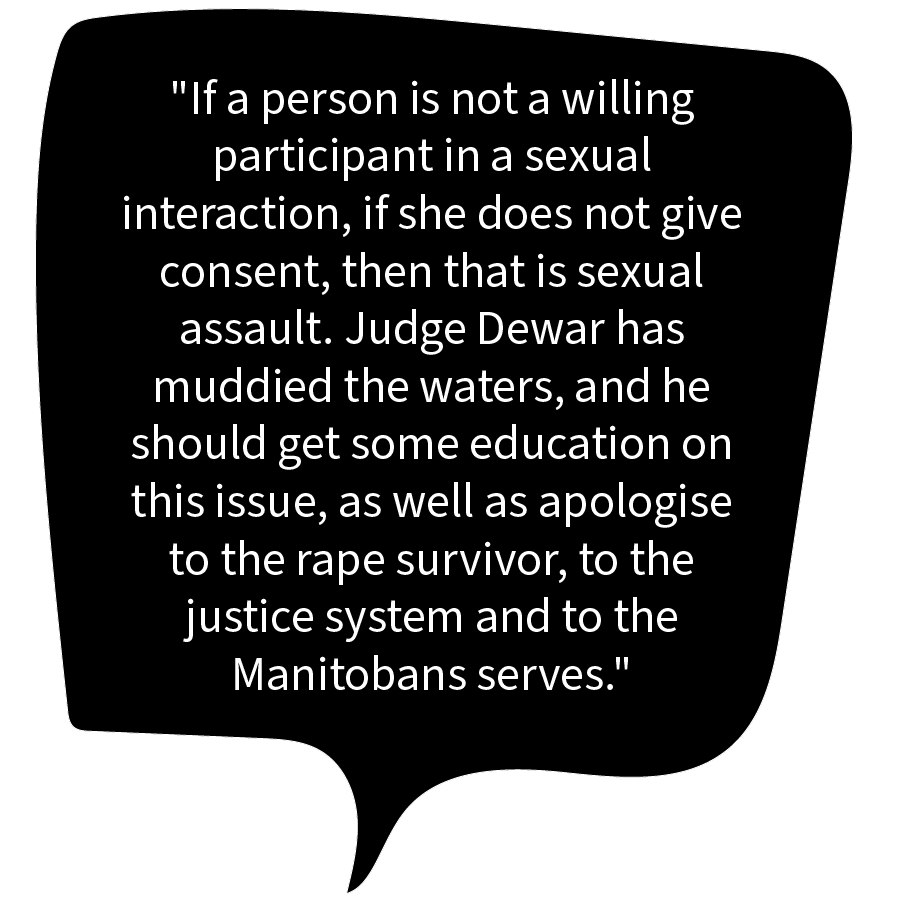 "If a person is not a willing
participant in a sexual
interaction, if she does not give
consent, then that is sexual
assault. Judge Dewar has
muddied the waters, and he
should get some education on
this issue, as well as apologise
to the rape survivor, to the
justice system and to the
Manitobans serves."